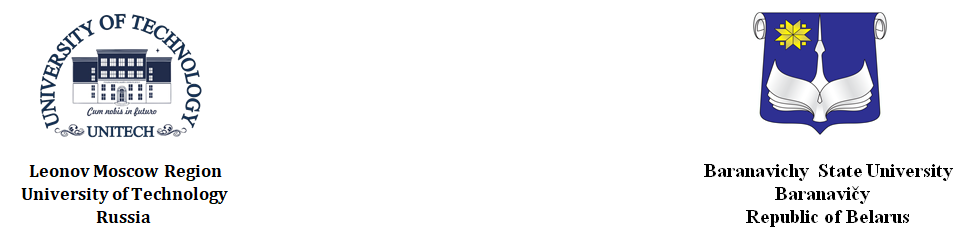 UNIVERSITY OF TECHNOLOGY
Cum nobis in futuro
UNITECH
Leonov Moscow Region
University of Technology
Russia
Baranavichy State University
Baranavičy
Republic of Belarus